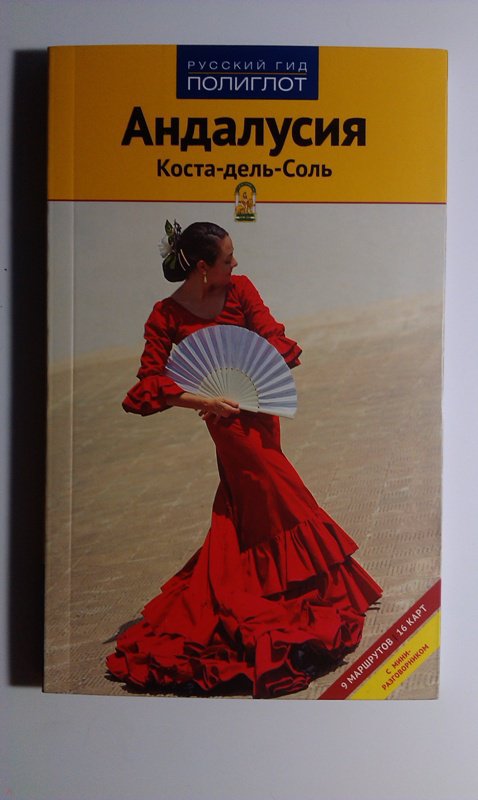 РУССКИЙ ГИД
ПОЛИГЛОТ
Андалусия
Коста-дель-Соль
9 МАРШРУТОВ | 16 КАРТ
С МИНИ-
РАЗГОВОРНИКОМ